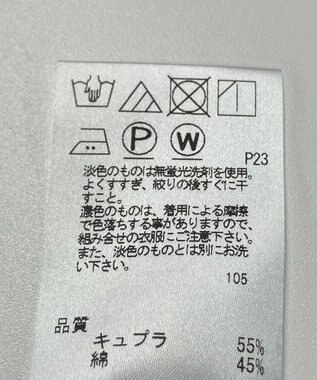 P W
P23
淡色のものは無蛍光洗剤を使用。
よくすすぎ、絞りの後すぐに干
すこと。
濃色のものは、着用による摩擦
で色落ちする事がありますので、
組み合せの衣服にご注意下さい。
また、淡色のものとは別にお洗
い下さい。
105
品質
キュプラ 55%
綿 45%